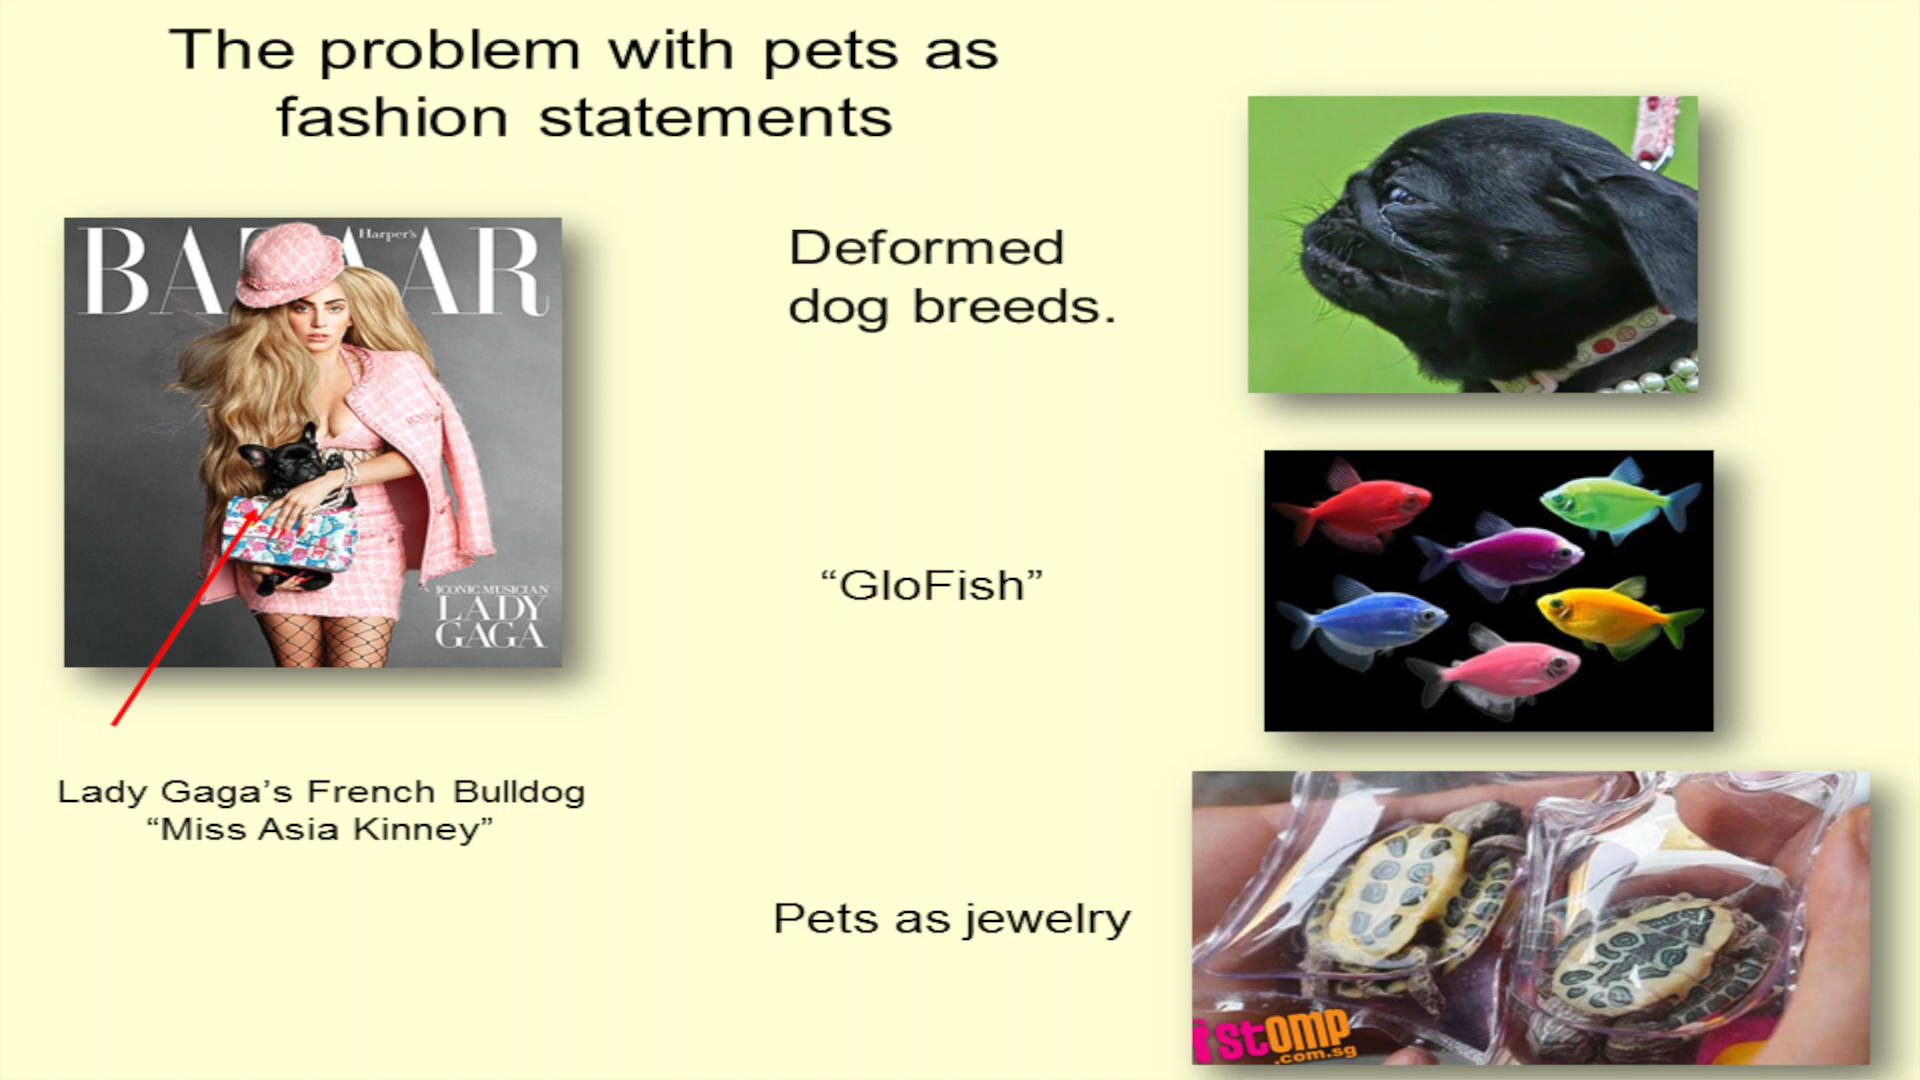 The problem with pets as
fashion statements
BAZAAR
Harper's
ICONIC MUSICIAN
LADY
GAGA
Lady Gaga’s French Bulldog
“Miss Asia Kinney”
Deformed
dog breeds.
“GloFish”
Pets as jewelry
stomp
.com.sg